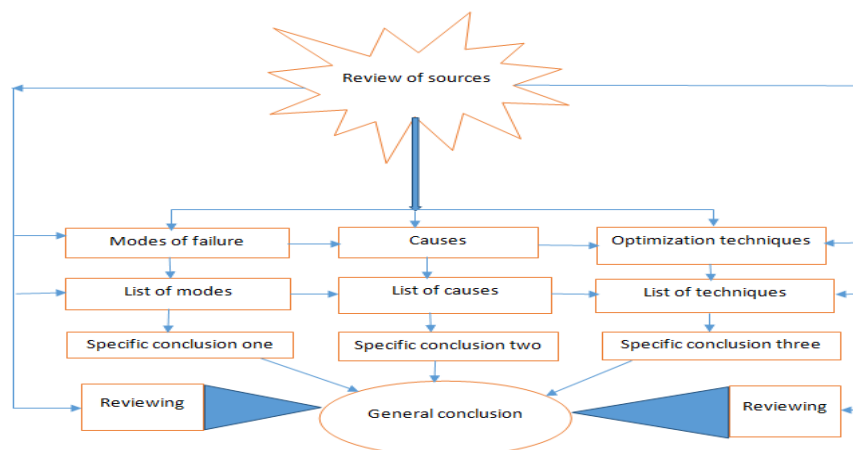 Review of sources
Modes of failure
Causes
Optimization techniques
List of modes
List of causes
List of techniques
Specific conclusion one
Specific conclusion two
Specific conclusion three
Reviewing
General conclusion
Reviewing